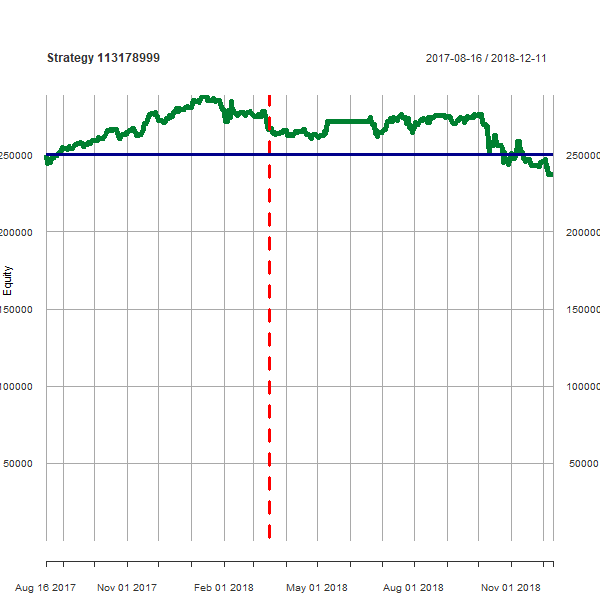 Strategy 113178999 2017-08-16 / 2018-12-11
250000 250000
200000 200000
Equity
150000 150000
100000 100000
50000 50000
Aug 16 2017 Nov 01 2017 Feb 01 2018 May 01 2018 Aug 01 2018 Nov 01 2018